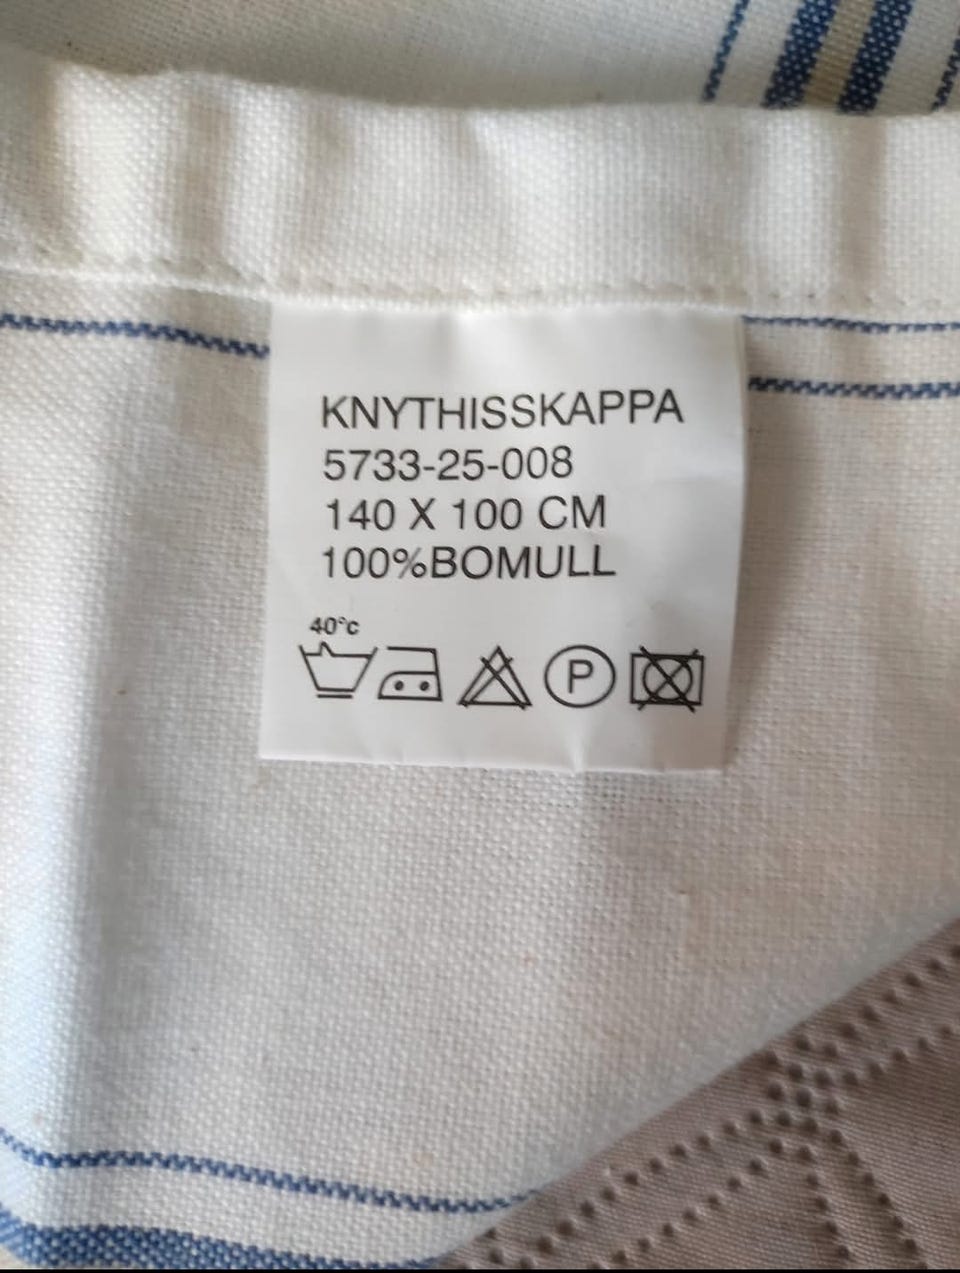 KNYTHISSKAPPA
5733-25-008
140 X 100 CM
100%BOMULL
40°c
P